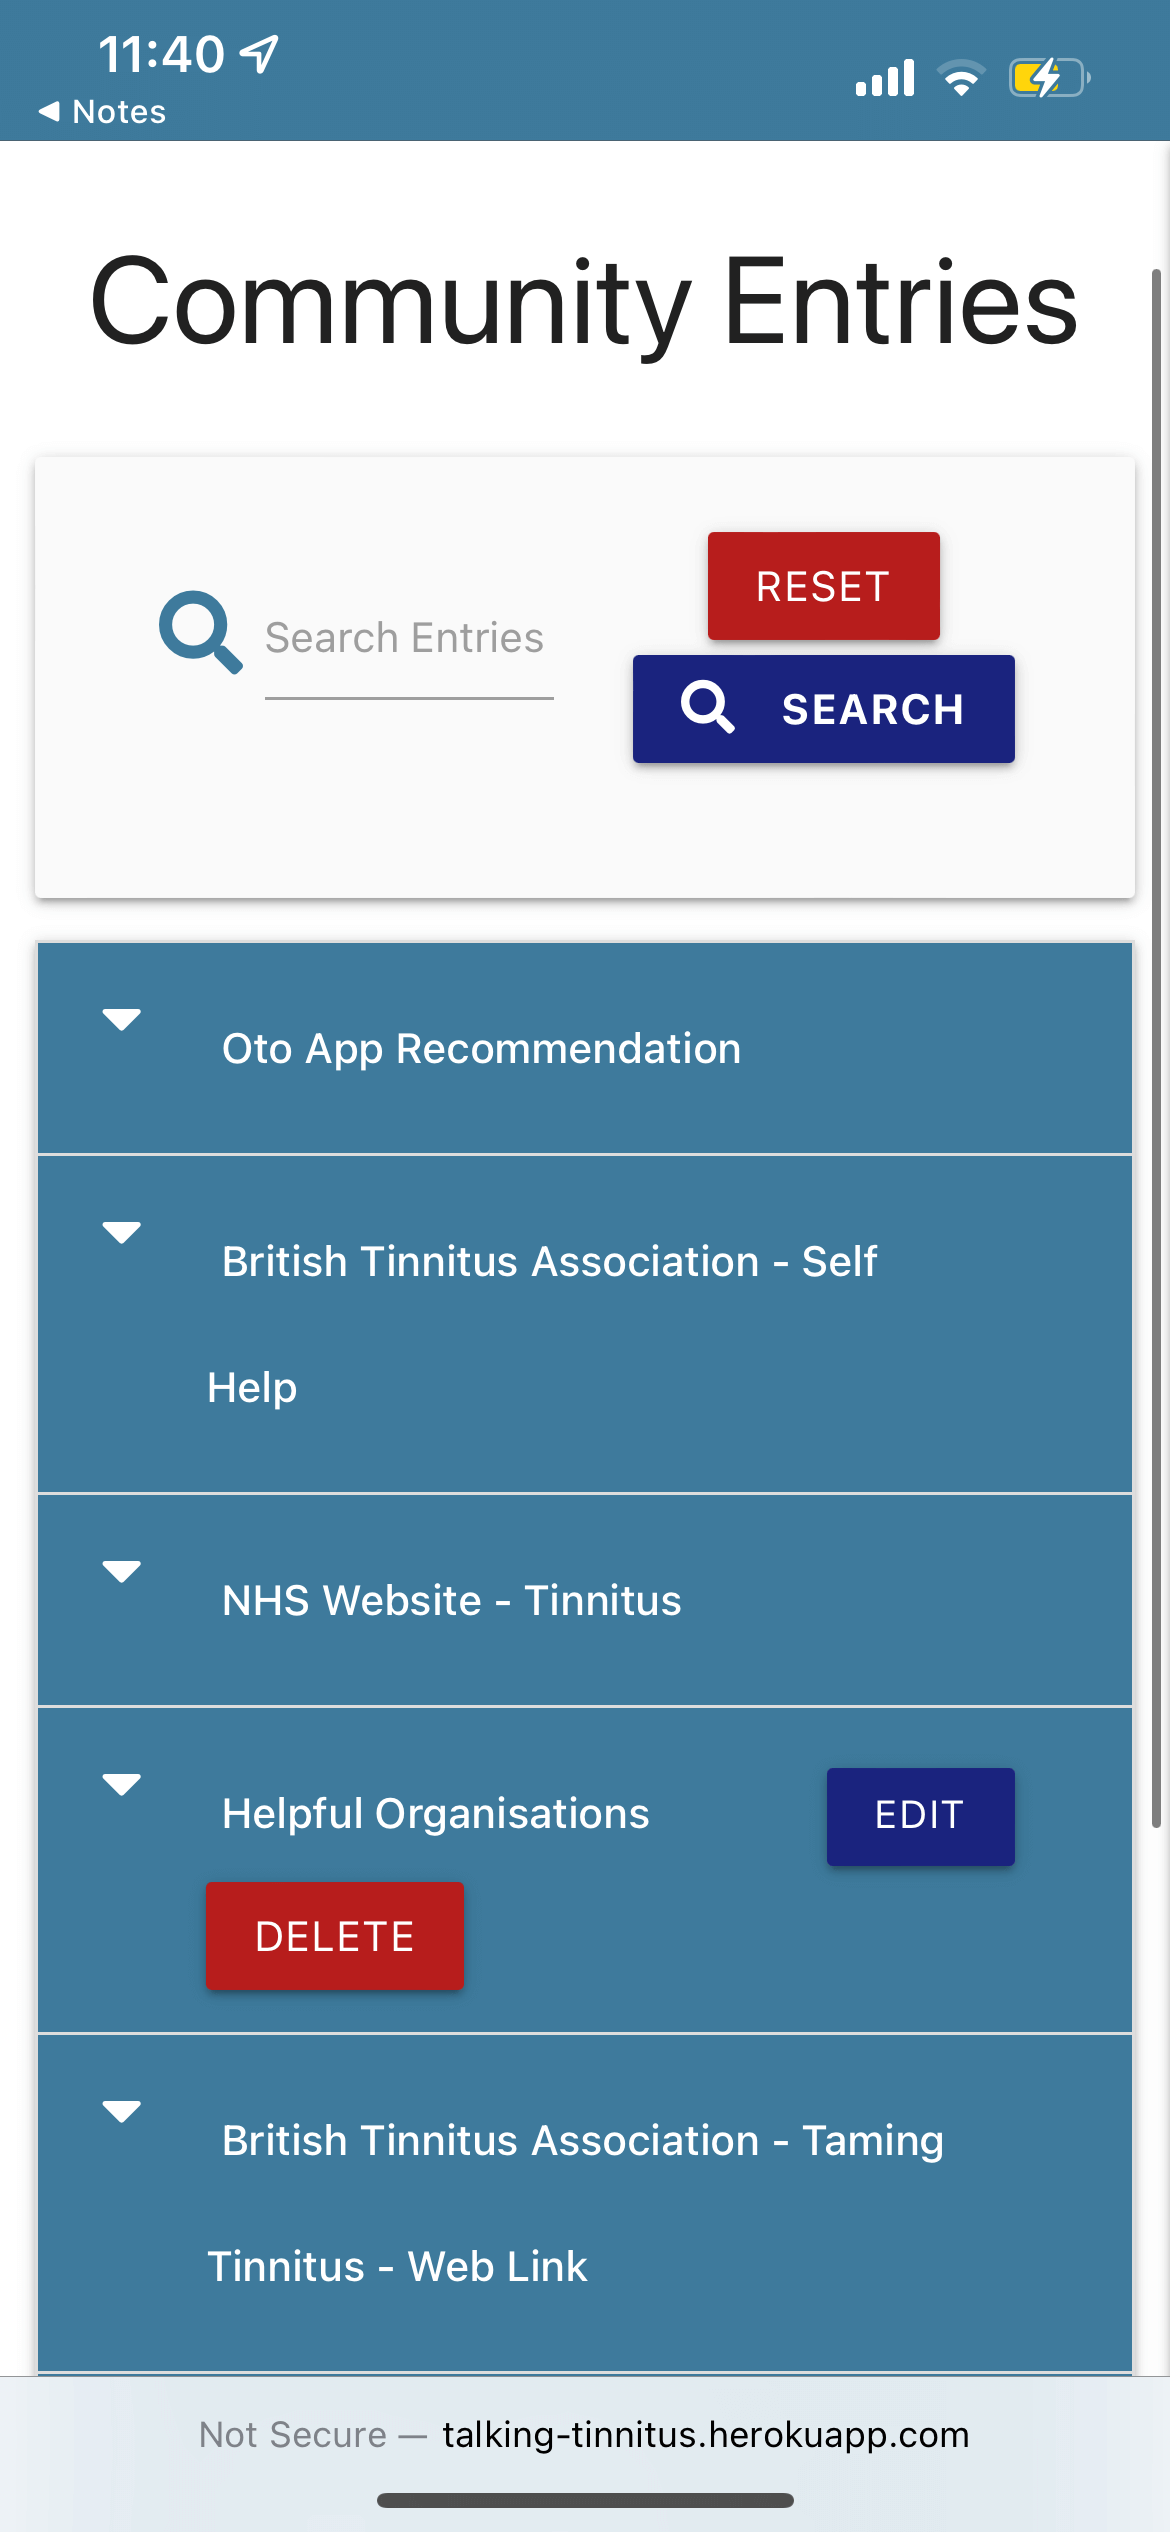 11:40
Notes
Community Entries
RESET
Search Entries
SEARCH
Oto App Recommendation
British Tinnitus Association - Self
Help
NHS Website - Tinnitus
Helpful Organisations
EDIT
DELETE
British Tinnitus Association - Taming
Tinnitus - Web Link
Not Secure — talking-tinnitus.herokuapp.com